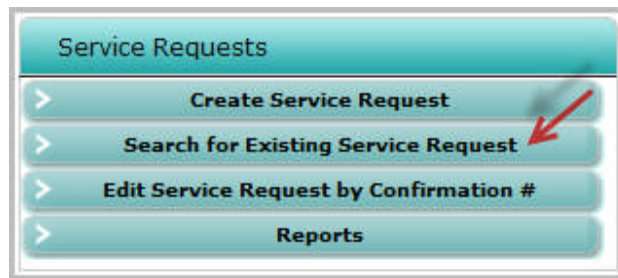 Service Requests
Create Service Request
Search for Existing Service Request
Edit Service Request by Confirmation #
Reports